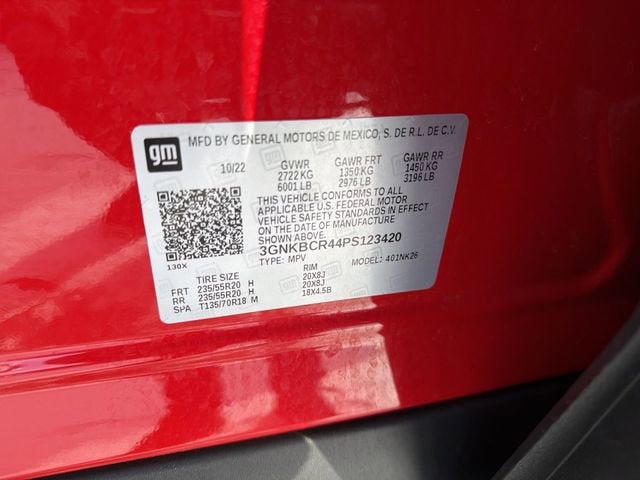 gm
MFD BY GENERAL MOTORS DE MEXICO, S. DE R.L. DE C.V.
10/22 GVWR GAWR FRT GAWR RR
2722 KG 1350 KG 1450 KG
6001 LB 2976 LB 3196 LB
THIS VEHICLE CONFORMS TO ALL
APPLICABLE U.S. FEDERAL MOTOR
VEHICLE SAFETY STANDARDS IN EFFECT
ON THE DATE OF MANUFACTURE
SHOWN ABOVE.
3GNKBCR44PS123420
TYPE: MPV MODEL: 401NK26
130X
TIRE SIZE RIM
FRT 235/55R20 H 20X8J
RR 235/55R20 H 20X8J
SPA T135/70R18 M 18X4.5B